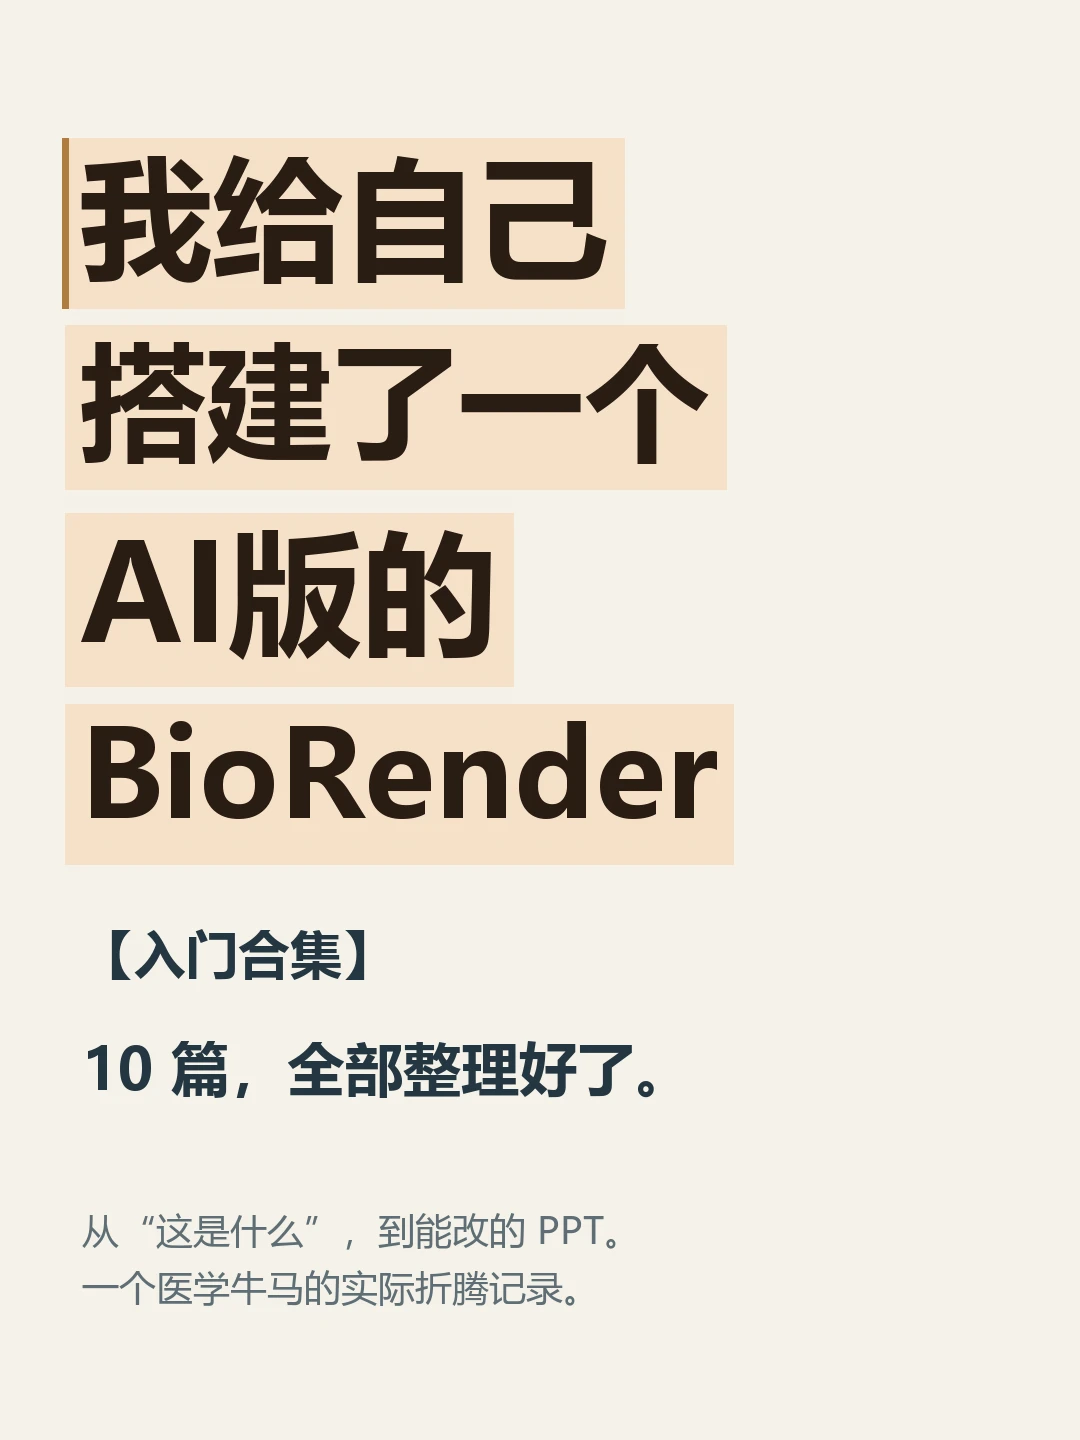 我给自己
搭建了一个
AI版的
BioRender
【入门合集】
10 篇，全部整理好了。
从“这是什么”，到能改的 PPT。
一个医学牛马的实际折腾记录。